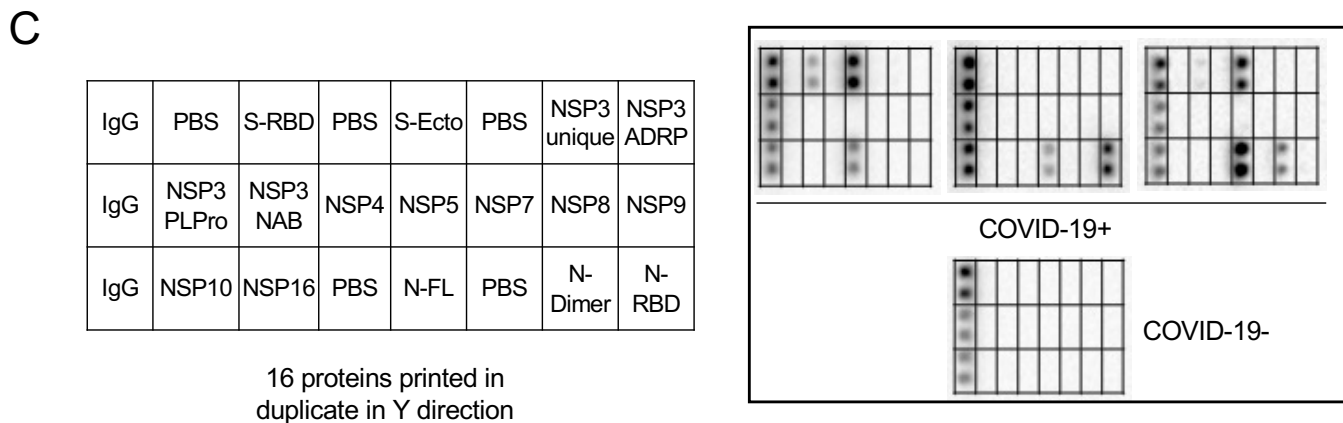 C
IgG PBS S-RBD PBS S-Ecto PBS NSP3 unique NSP3 ADRP
IgG NSP3 PLPro NSP3 NAB NSP4 NSP5 NSP7 NSP8 NSP9
IgG NSP10 NSP16 PBS N-FL PBS N-Dimer N-RBD
16 proteins printed in
duplicate in Y direction
COVID-19+
COVID-19-